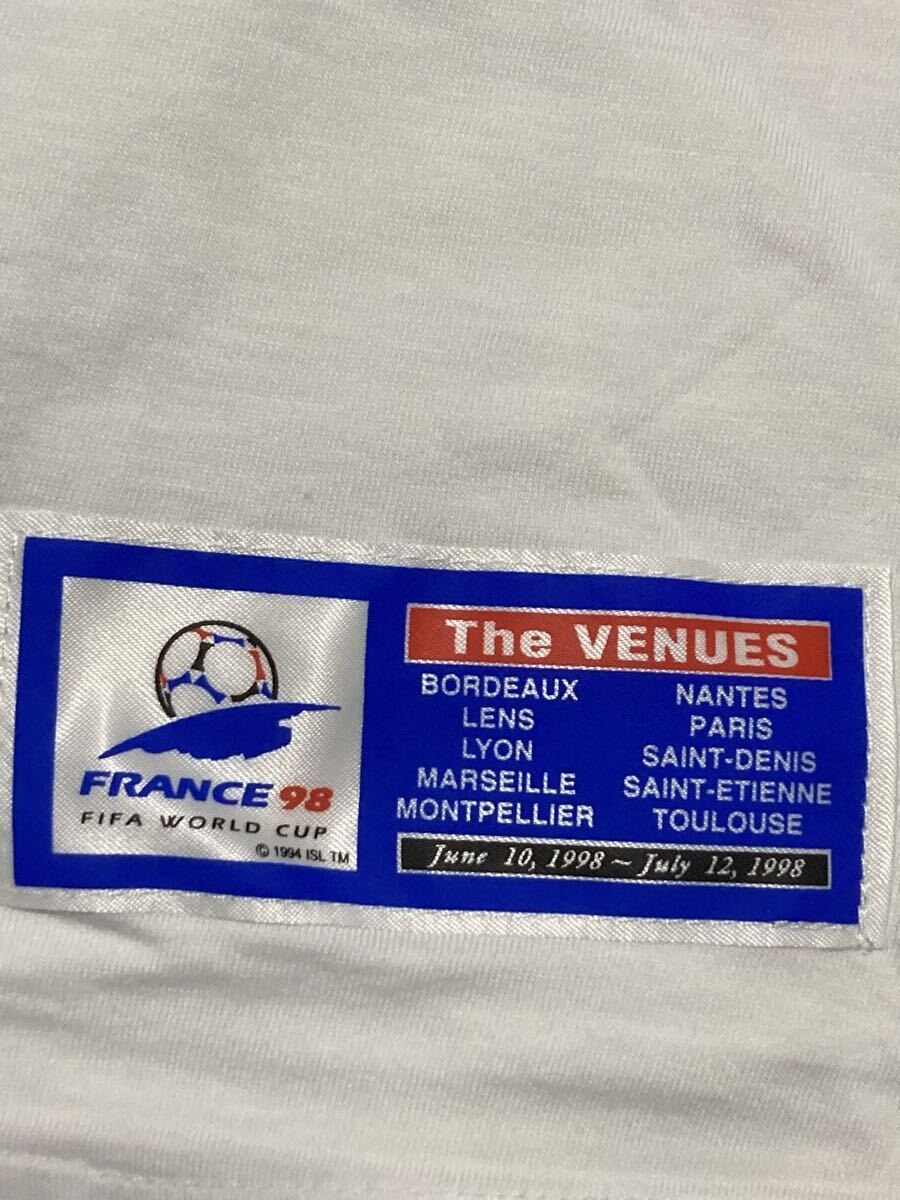 FRANCE 98
FIFA WORLD CUP
© 1994 ISL TM
The VENUES
BORDEAUX
LENS
LYON
MARSEILLE
MONTPELLIER
NANTES
PARIS
SAINT-DENIS
SAINT-ETIENNE
TOULOUSE
June 10, 1998 ~ July 12, 1998